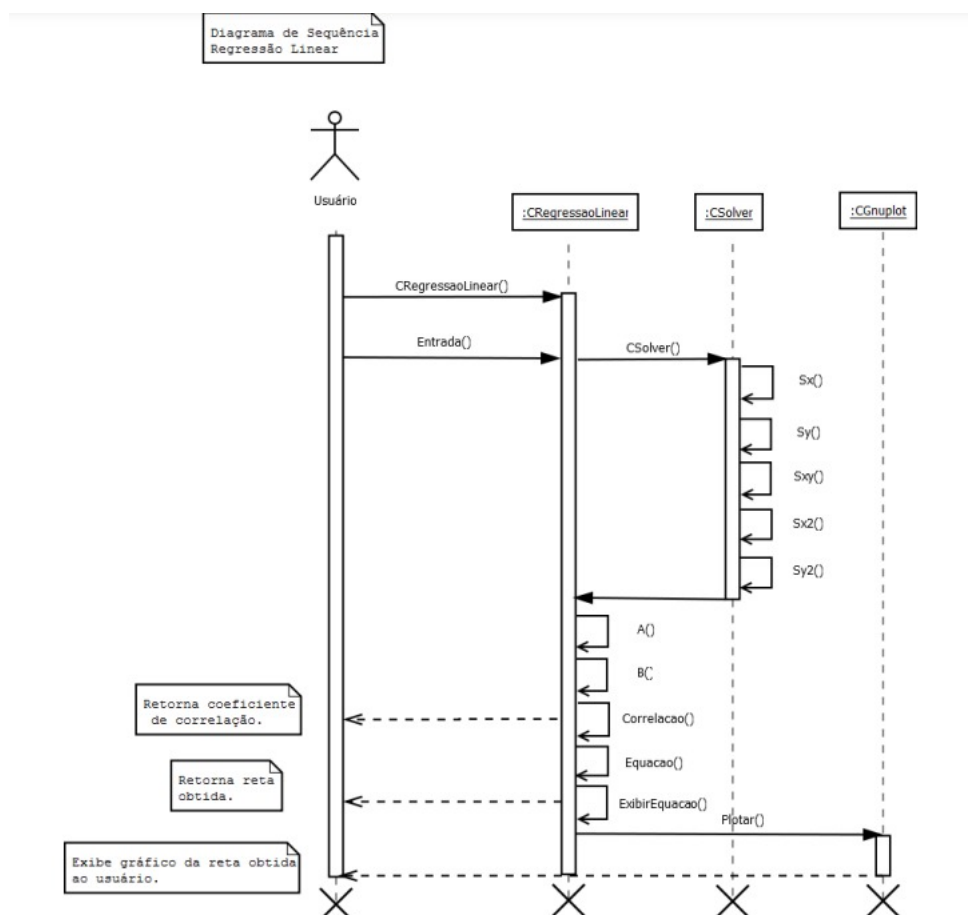 Diagrama de Sequência
Regressão Linear
Usuário
:CRegressaoLinear
:CSolver
:CGnuplot
CRegressaoLinear()
Entrada()
CSolver()
Sx()
Sy()
Sxy()
Sx2()
Sy2()
A()
B()
Retorna coeficiente
de correlação.
Correlacao()
Equacao()
Retorna reta
obtida.
ExibirEquacao()
Plotar()
Exibe gráfico da reta obtida
ao usuário.